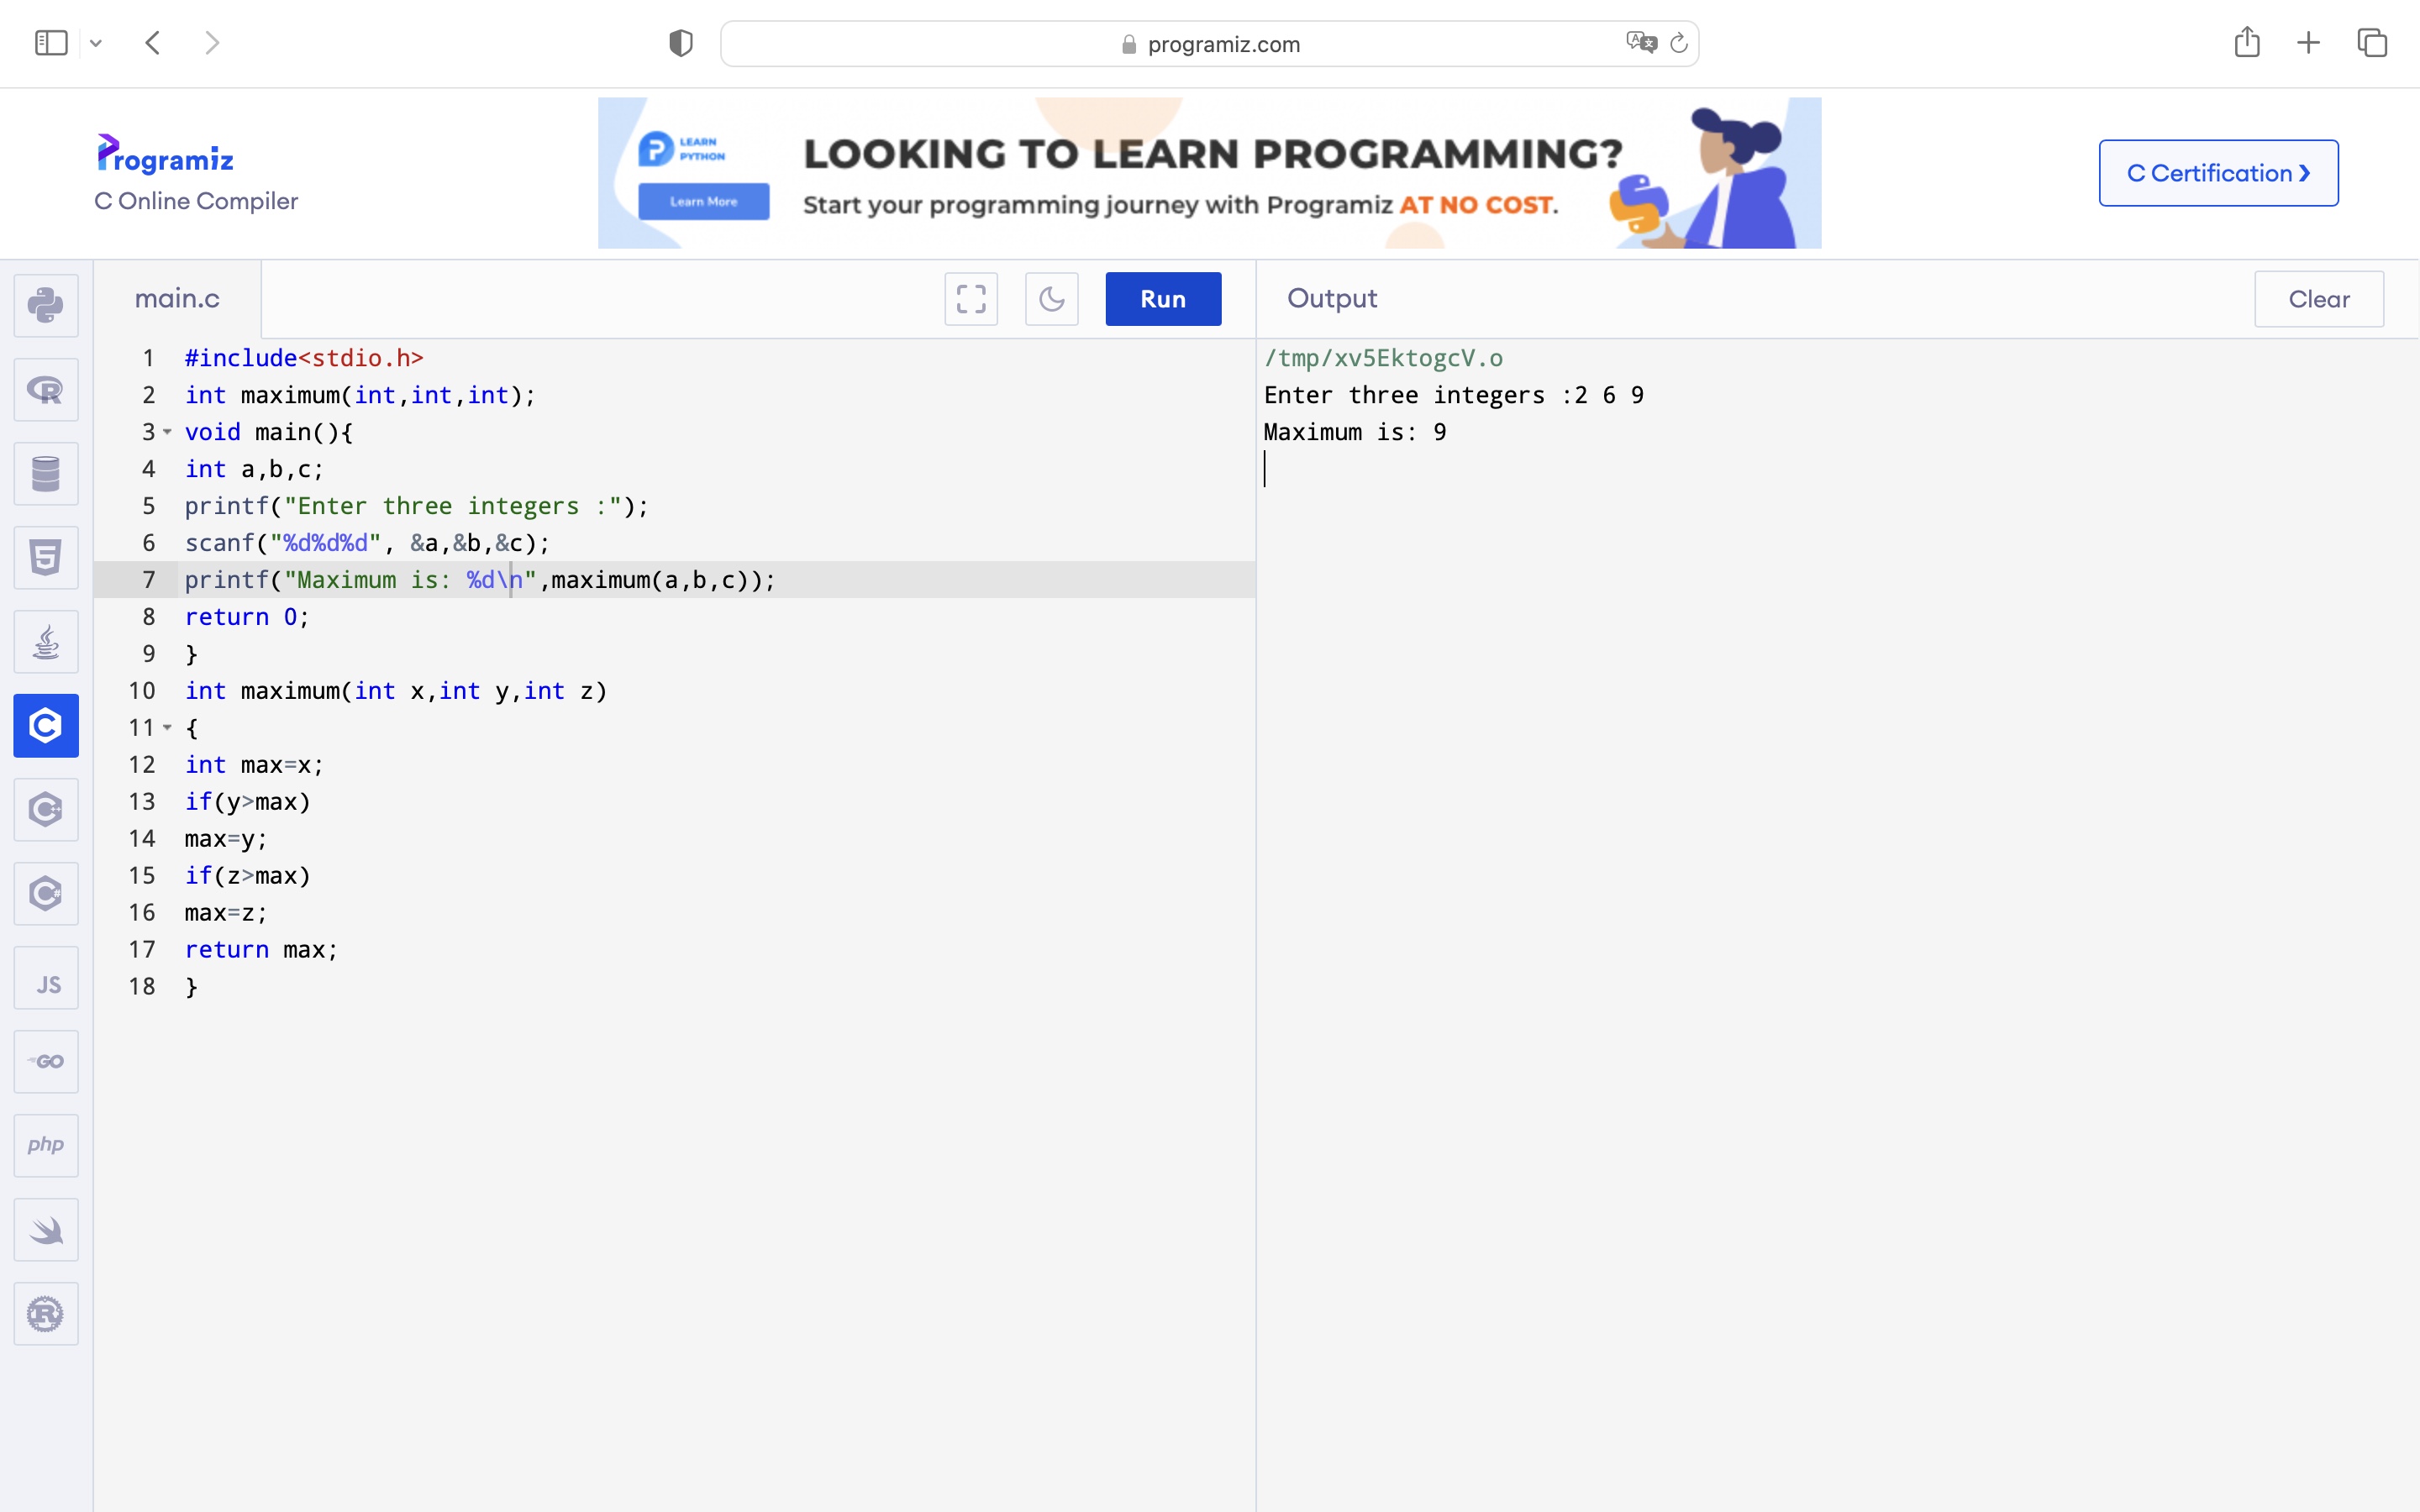 programiz.com
Programiz
C Online Compiler
LEARN
PYTHON
Learn More
LOOKING TO LEARN PROGRAMMING?
Start your programming journey with Programiz AT NO COST.
C Certification ❯
main.c
Run
Output
Clear
1 #include<stdio.h>
2 int maximum(int,int,int);
3 void main(){
4 int a,b,c;
5 printf("Enter three integers :");
6 scanf("%d%d%d", &a,&b,&c);
7 printf("Maximum is: %d\n",maximum(a,b,c));
8 return 0;
9 }
10 int maximum(int x,int y,int z)
11 {
12 int max=x;
13 if(y>max)
14 max=y;
15 if(z>max)
16 max=z;
17 return max;
18 }
/tmp/xv5EktogcV.o
Enter three integers :2 6 9
Maximum is: 9
R
5
C
C++
C#
JS
GO
php
R